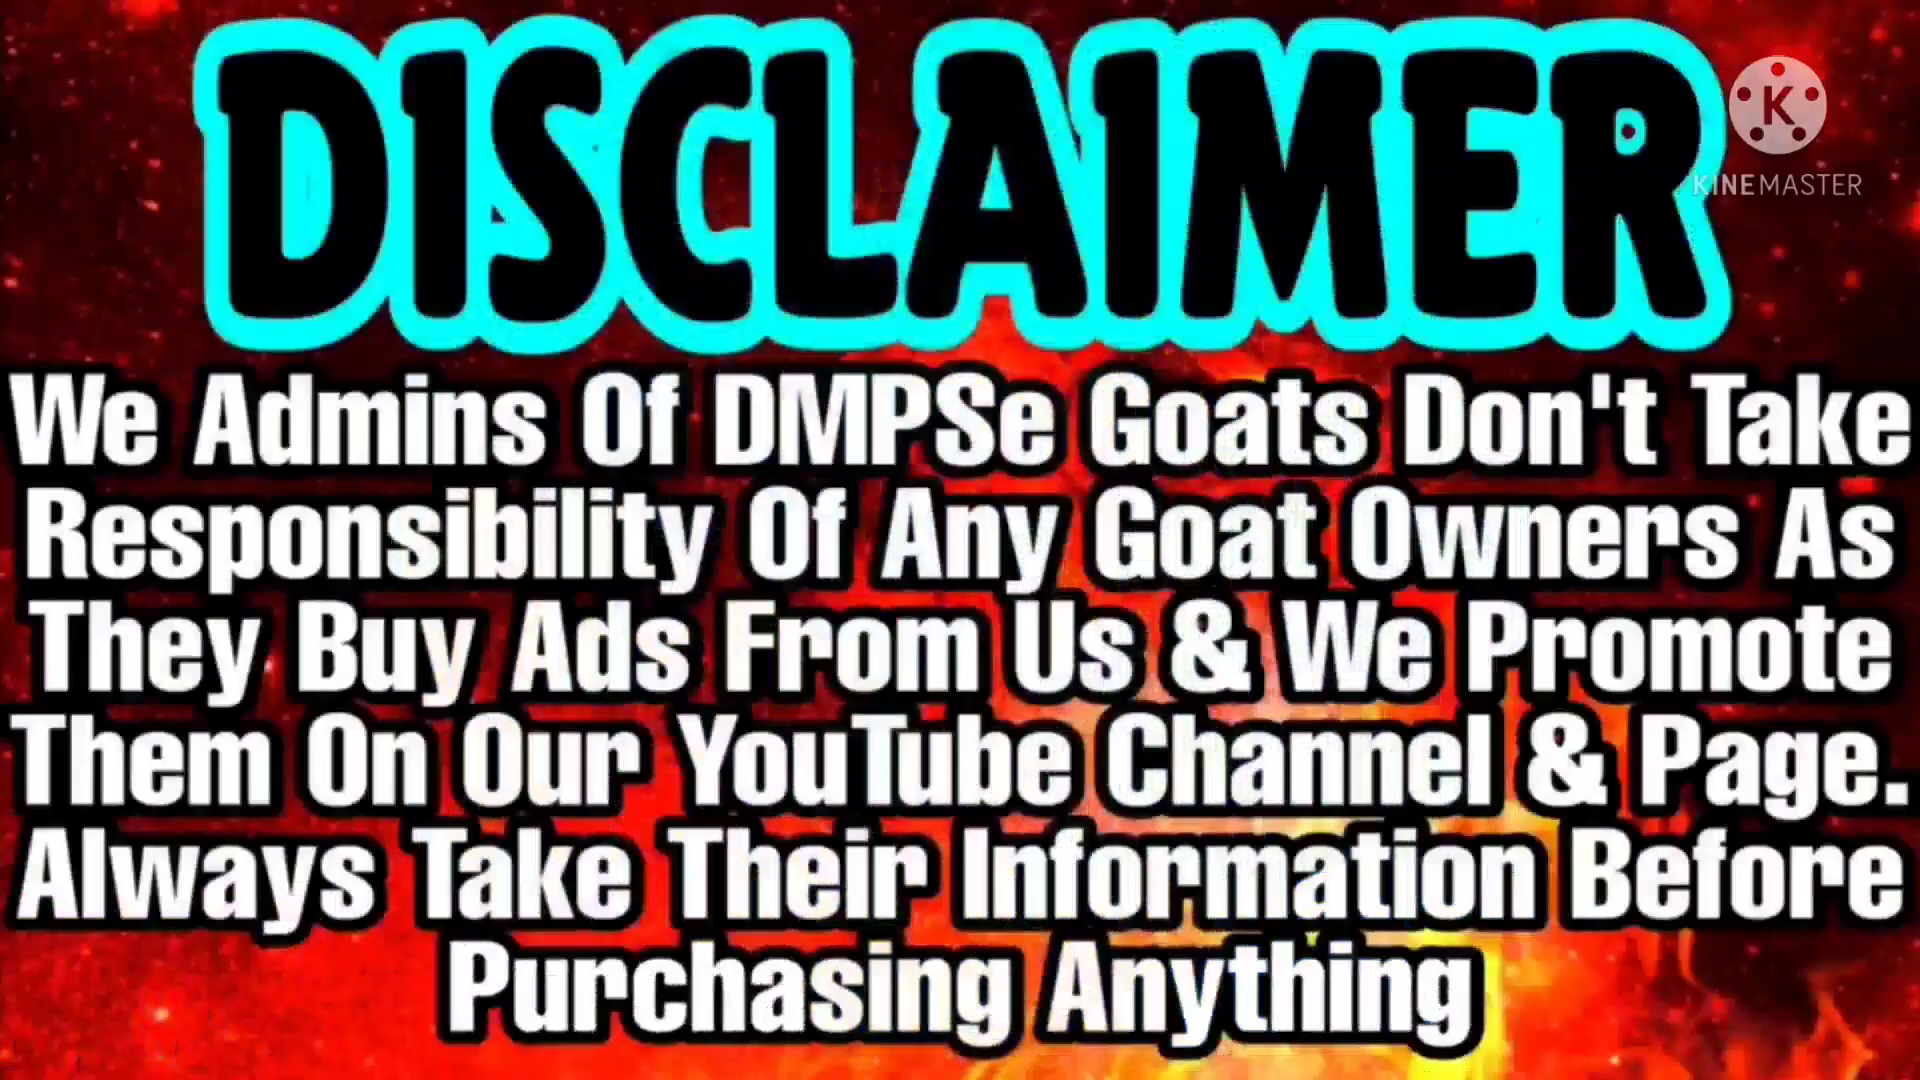 DISCLAIMER
K
KINEMASTER
We Admins Of DMPSe Goats Don't Take
Responsibility Of Any Goat Owners As
They Buy Ads From Us & We Promote
Them On Our YouTube Channel & Page.
Always Take Their Information Before
Purchasing Anything